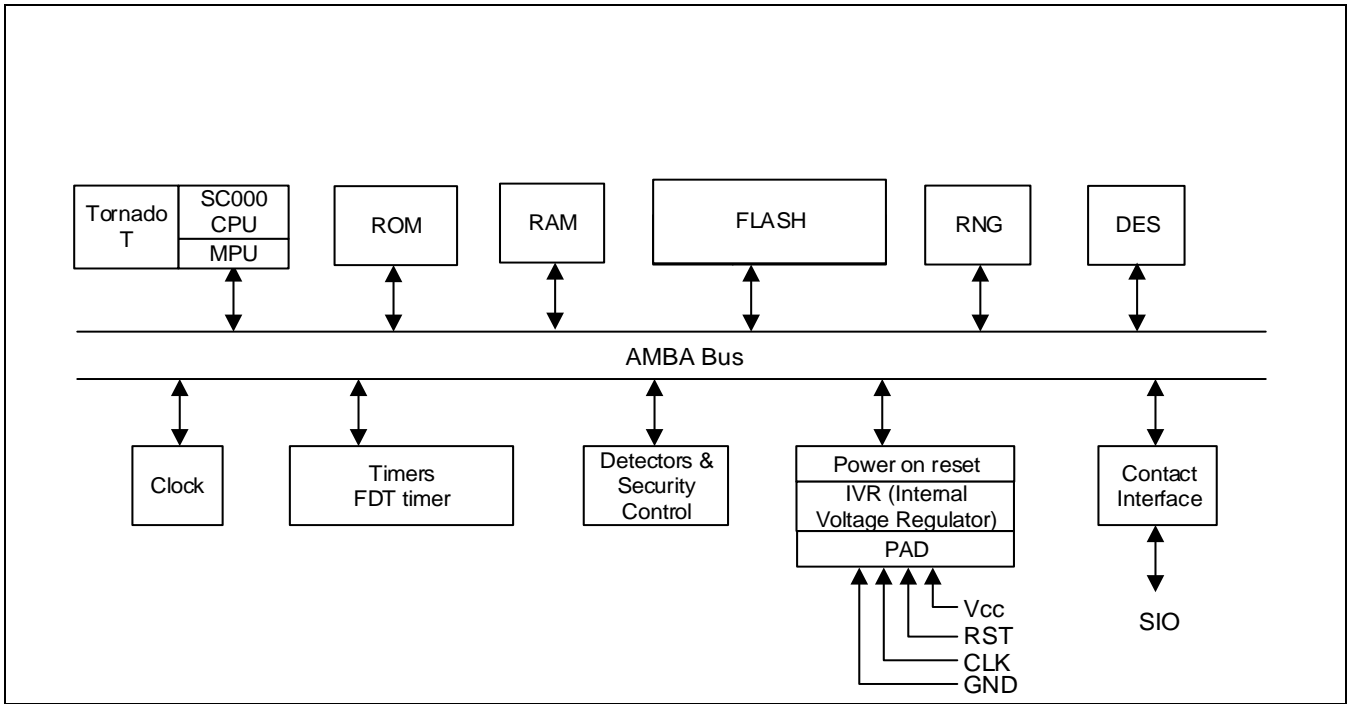 Tornado
T
SC000
CPU
MPU
ROM
RAM
FLASH
RNG
DES
AMBA Bus
Clock
Timers
FDT timer
Detectors &
Security
Control
Power on reset
IVR (Internal
Voltage Regulator)
PAD
Contact
Interface
Vcc
RST
CLK
GND
SIO